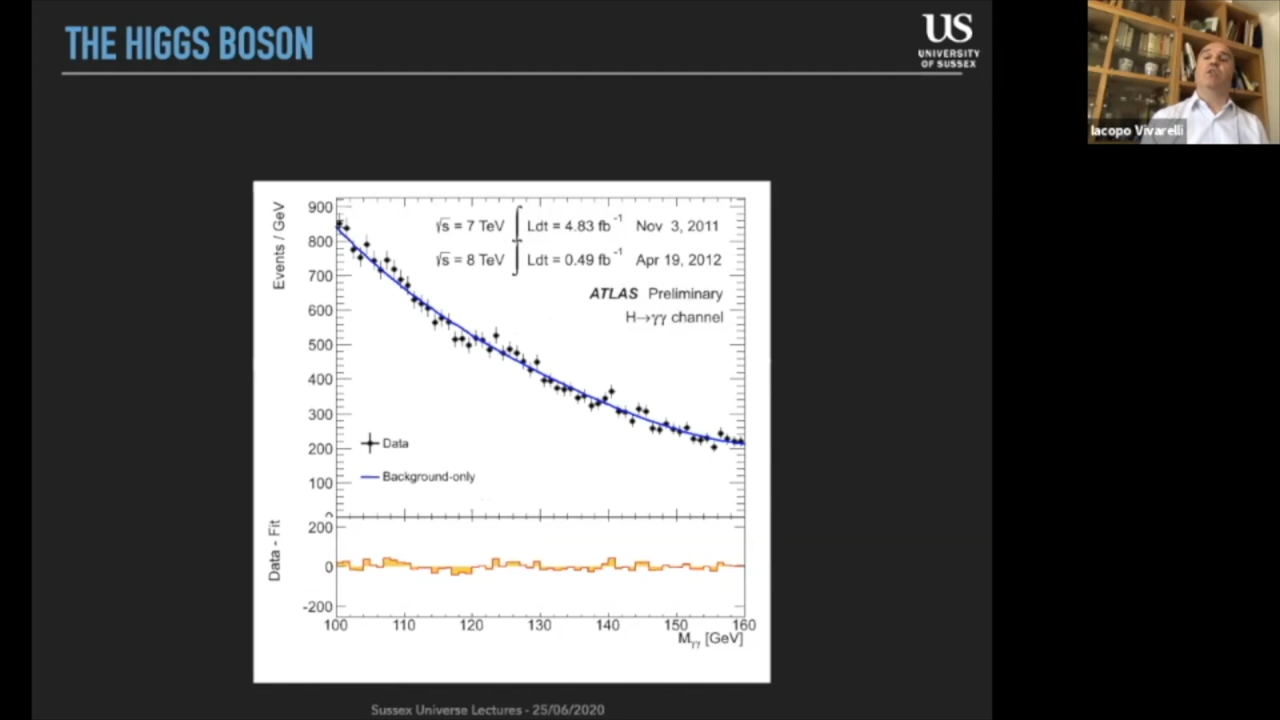 THE HIGGS BOSON
US
UNIVERSITY
OF SUSSEX
Iacopo Vivarelli
Events / GeV
900
800
700
600
500
400
300
200
100
0
√s = 7 TeV ∫ Ldt = 4.83 fb⁻¹ Nov 3, 2011
√s = 8 TeV ∫ Ldt = 0.49 fb⁻¹ Apr 19, 2012
ATLAS Preliminary
H→γγ channel
Data
Background-only
Data - Fit
200
0
-200
100 110 120 130 140 150 160
Mγγ [GeV]
Sussex Universe Lectures - 25/06/2020